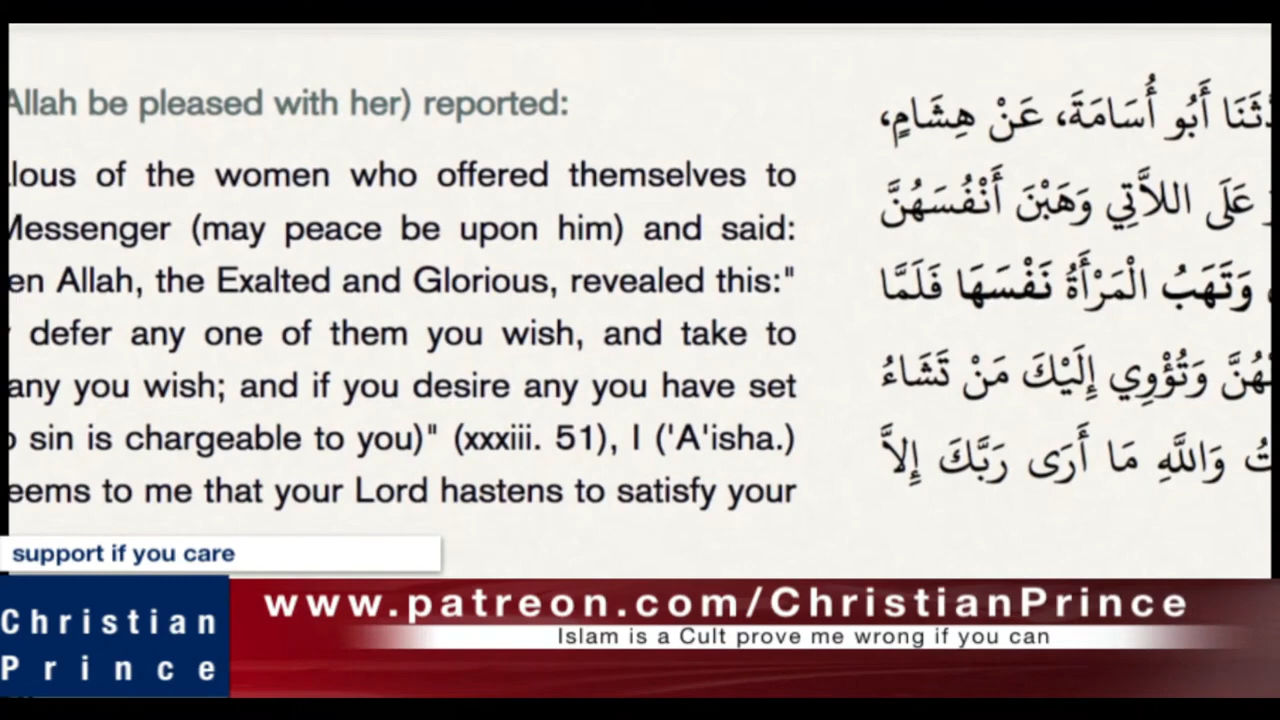 Allah be pleased with her) reported:
of the women who offered themselves to
Messenger (may peace be upon him) and said:
Allah, the Exalted and Glorious, revealed this:"
defer any one of them you wish, and take to
any you wish; and if you desire any you have set
sin is chargeable to you)" (xxxiii. 51), I ('A'isha.)
to me that your Lord hastens to satisfy your
أَبُو أُسَامَةَ، عَنْ هِشَامٍ،
عَلَى اللاَّتِي وَهَبْنَ أَنْفُسَهُنَّ
وَتَهَبُ الْمَرْأَةُ نَفْسَهَا فَلَمَّا
وَتُؤْوِي إِلَيْكَ مَنْ تَشَاءُ
وَاللَّهِ مَا أَرَى رَبَّكَ إِلاَّ
support if you care
Christian
Prince
www.patreon.com/ChristianPrince
Islam is a Cult prove me wrong if you can